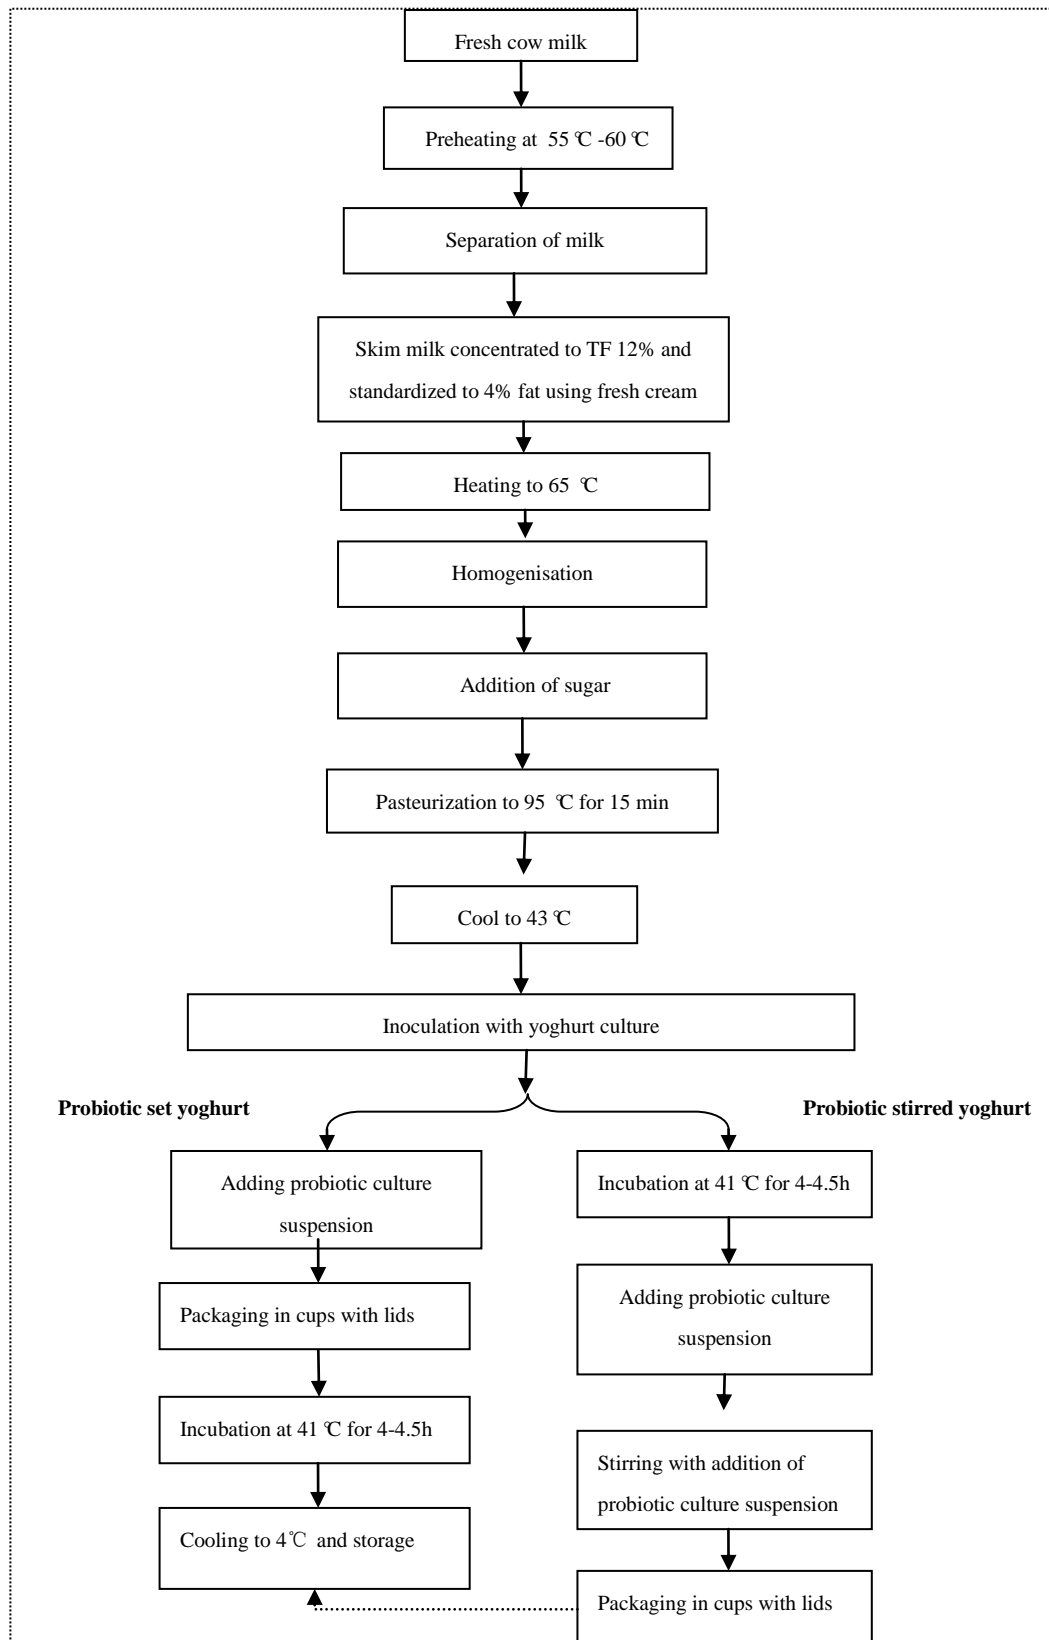 Fresh cow milk
Preheating at 55 ℃ -60 ℃
Separation of milk
Skim milk concentrated to TF 12% and
standardized to 4% fat using fresh cream
Heating to 65 ℃
Homogenisation
Addition of sugar
Pasteurization to 95 ℃ for 15 min
Cool to 43 ℃
Inoculation with yoghurt culture
Probiotic set yoghurt
Adding probiotic culture
suspension
Packaging in cups with lids
Incubation at 41 ℃ for 4-4.5h
Cooling to 4℃ and storage
Probiotic stirred yoghurt
Incubation at 41 ℃ for 4-4.5h
Adding probiotic culture
suspension
Stirring with addition of
probiotic culture suspension
Packaging in cups with lids